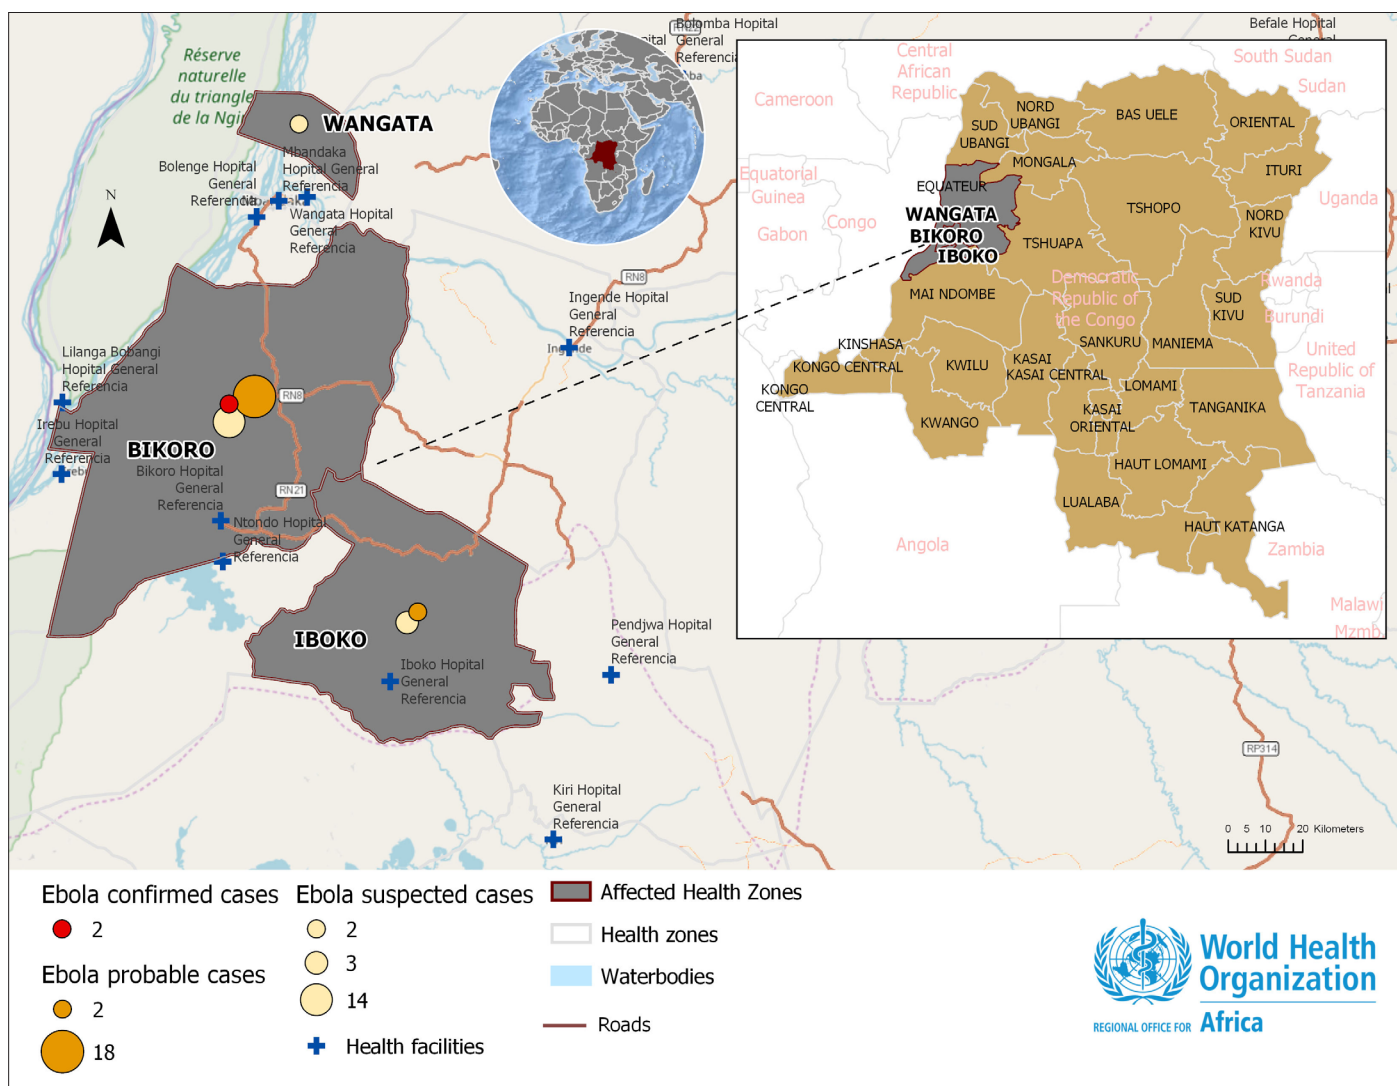 Bolomba Hopital
General
Referencia
RN22
Befale Hopital
General
Réserve
naturelle
du triangle
de la Ngiri
WANGATA
Mbandaka
Hopital General
Referencia
Bolenge Hopital
General
Referencia
Wangata Hopital
General
Referencia
N
RN8
Ingende Hopital
General
Referencia
Ingende
Lilanga Bobangi
Hopital General
Referencia
RN8
Irebu Hopital
General
Referencia
BIKORO
Bikoro Hopital
General
Referencia
RN21
Ntondo Hopital
General
Referencia
IBOKO
Iboko Hopital
General
Referencia
Pendjwa Hopital
General
Referencia
Kiri Hopital
General
Referencia
RP314
0 5 10 20 Kilometers
Central
African
Republic
South Sudan
Sudan
Cameroon
Equatorial
Guinea
Gabon
Congo
Uganda
Rwanda
Burundi
United
Republic of
Tanzania
Democratic
Republic of
the Congo
Angola
Zambia
Malawi
Mzmb.
NORD
UBANGI
SUD
UBANGI
BAS UELE
ORIENTAL
MONGALA
ITURI
EQUATEUR
WANGATA
BIKORO
IBOKO
TSHOPO
NORD
KIVU
TSHUAPA
MAI NDOMBE
SUD
KIVU
KINSHASA
KONGO CENTRAL
KONGO
CENTRAL
KWILU
KASAI
KASAI CENTRAL
SANKURU
MANIEMA
LOMAMI
KASAI
ORIENTAL
TANGANIKA
KWANGO
HAUT LOMAMI
LUALABA
HAUT KATANGA
Ebola confirmed cases
2
Ebola probable cases
2
18
Ebola suspected cases
2
3
14
Health facilities
Affected Health Zones
Health zones
Waterbodies
Roads
World Health
Organization
REGIONAL OFFICE FOR Africa